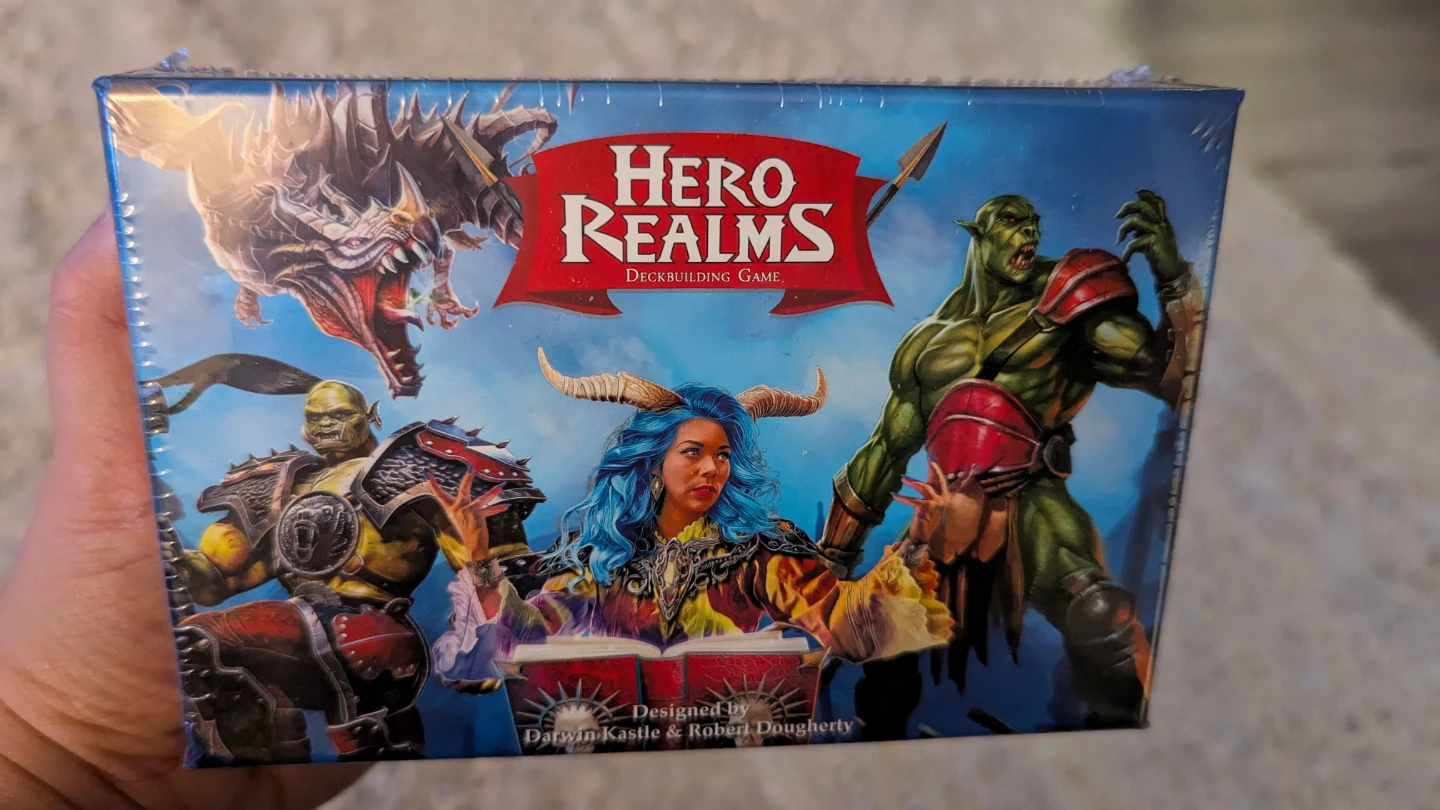 HERO
REALMS
DECKBUILDING GAME
Designed by
Darwin Kastle & Robert Dougherty